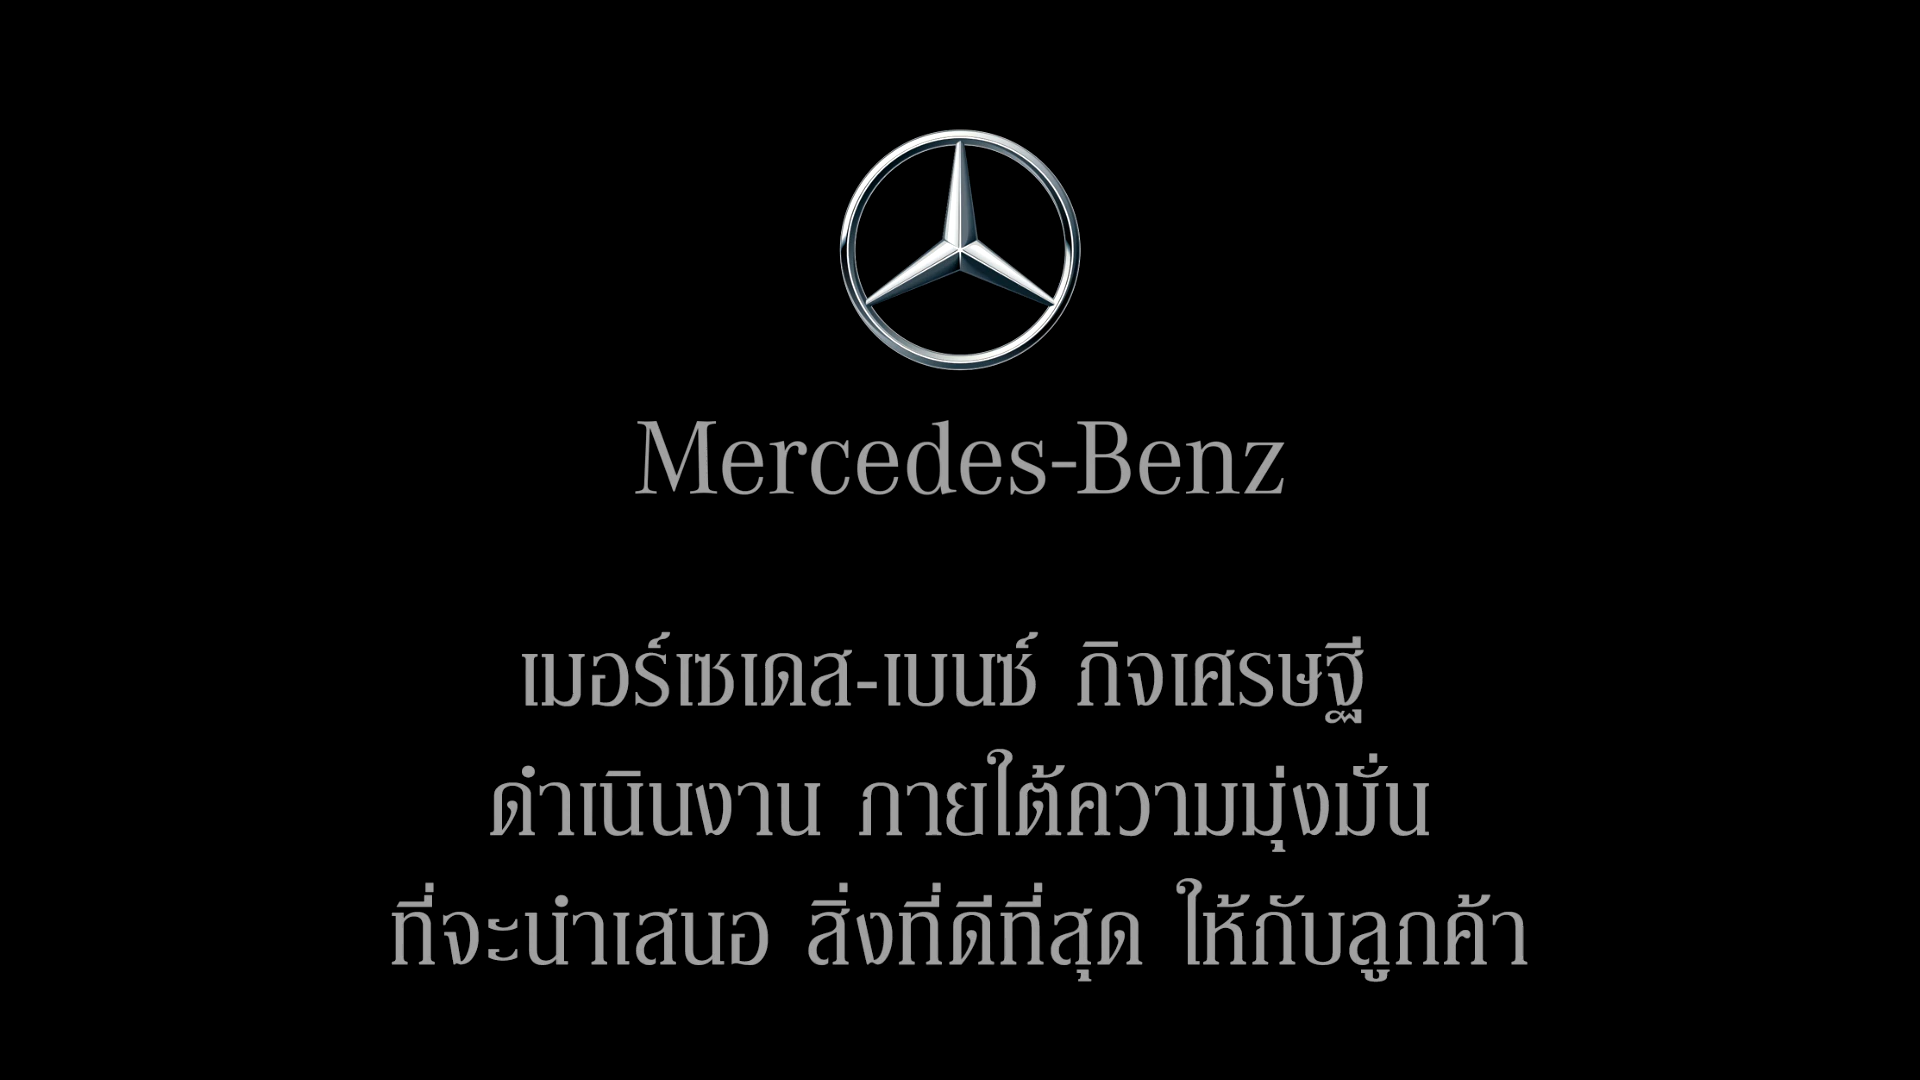 Mercedes-Benz
เมอร์เซเดส-เบนซ์ กิจเศรษฐี
ดำเนินงาน ภายใต้ความมุ่งมั่น
ที่จะนำเสนอ สิ่งที่ดีที่สุด ให้กับลูกค้า